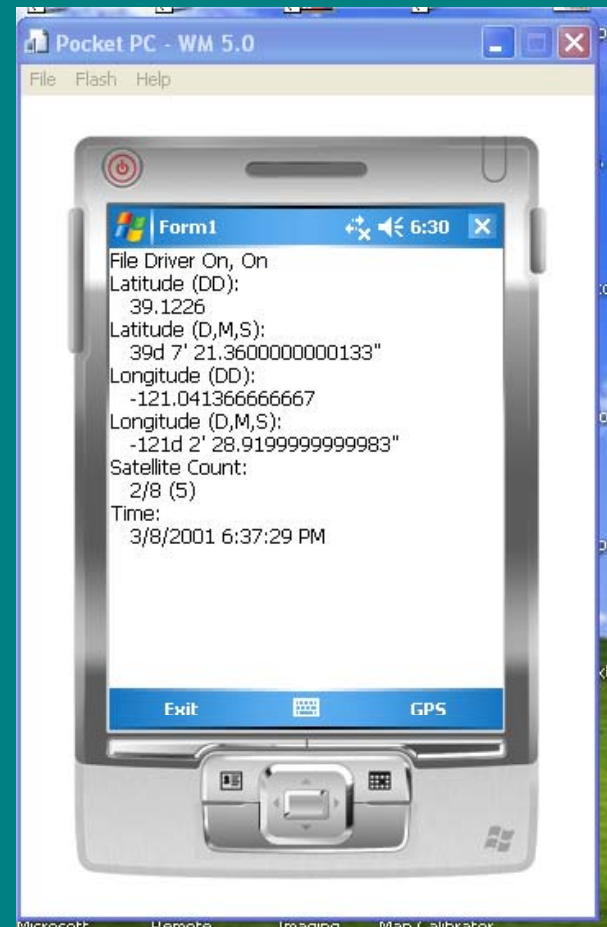 Pocket PC - WM 5.0
File Flash Help
Form1 6:30
File Driver On, On
Latitude (DD):
39.1226
Latitude (D,M,S):
39d 7' 21.3600000000133"
Longitude (DD):
-121.041366666667
Longitude (D,M,S):
-121d 2' 28.9199999999983"
Satellite Count:
2/8 (5)
Time:
3/8/2001 6:37:29 PM
Exit GPS
Microsoft Remote Imaging Map Calibrator